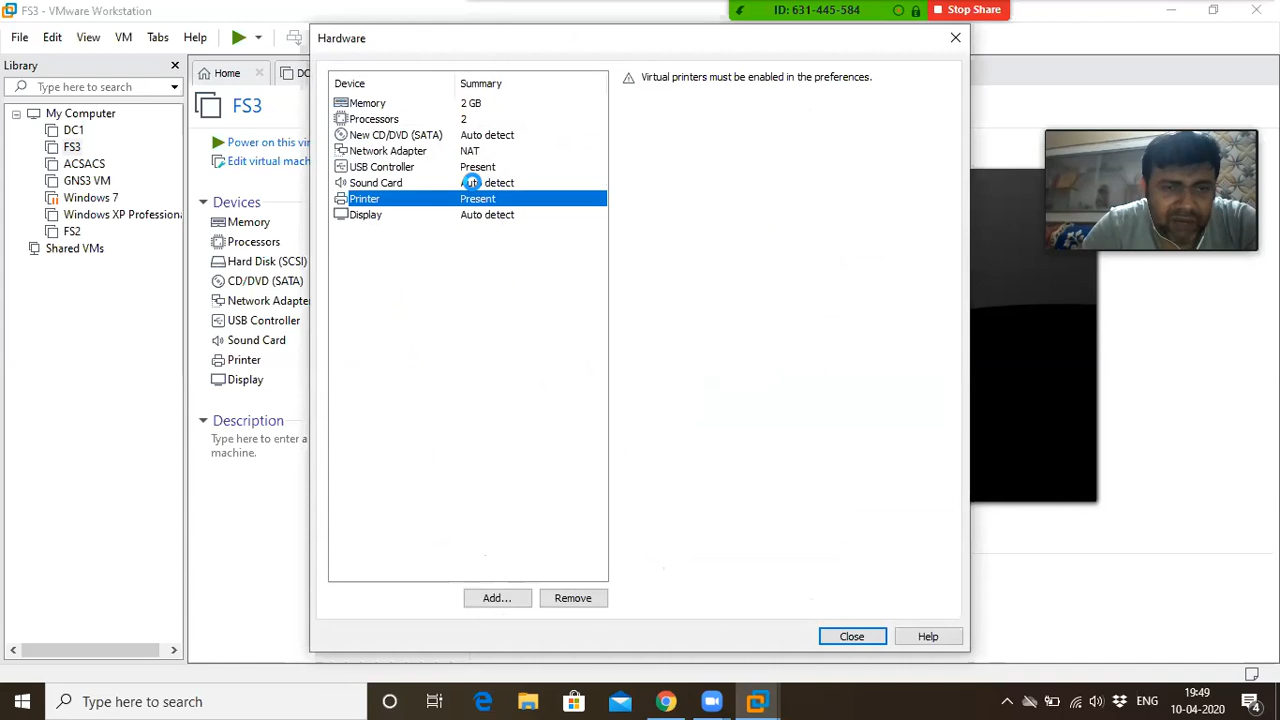 FS3 - VMware Workstation
ID: 631-445-584
Stop Share
File Edit View VM Tabs Help
Library
Type here to search
My Computer
DC1
FS3
ACSACS
GNS3 VM
Windows 7
Windows XP Professiona
FS2
Shared VMs
Home
DC
FS3
Power on this vir
Edit virtual mach
Devices
Memory
Processors
Hard Disk (SCSI)
CD/DVD (SATA)
Network Adapte
USB Controller
Sound Card
Printer
Display
Description
Type here to enter a
machine.
Hardware
Device Summary
Memory 2 GB
Processors 2
New CD/DVD (SATA) Auto detect
Network Adapter NAT
USB Controller Present
Sound Card Auto detect
Printer Present
Display Auto detect
Virtual printers must be enabled in the preferences.
Add... Remove
Close Help
Type here to search
ENG
19:49
10-04-2020
4